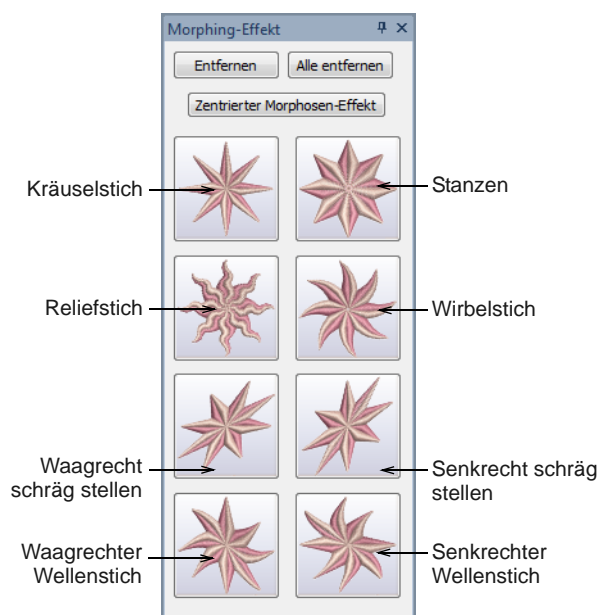 Morphing-Effekt
Entfernen
Alle entfernen
Zentrierter Morphosen-Effekt
Kräuselstich
Stanzen
Reliefstich
Wirbelstich
Waagrecht
schräg stellen
Senkrecht schräg
stellen
Waagrechter
Wellenstich
Senkrechter
Wellenstich